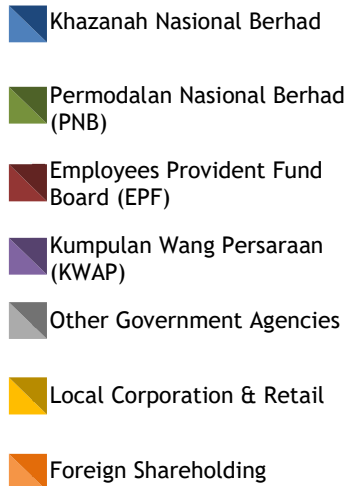 Khazanah Nasional Berhad
Permodalan Nasional Berhad
(PNB)
Employees Provident Fund
Board (EPF)
Kumpulan Wang Persaraan
(KWAP)
Other Government Agencies
Local Corporation & Retail
Foreign Shareholding